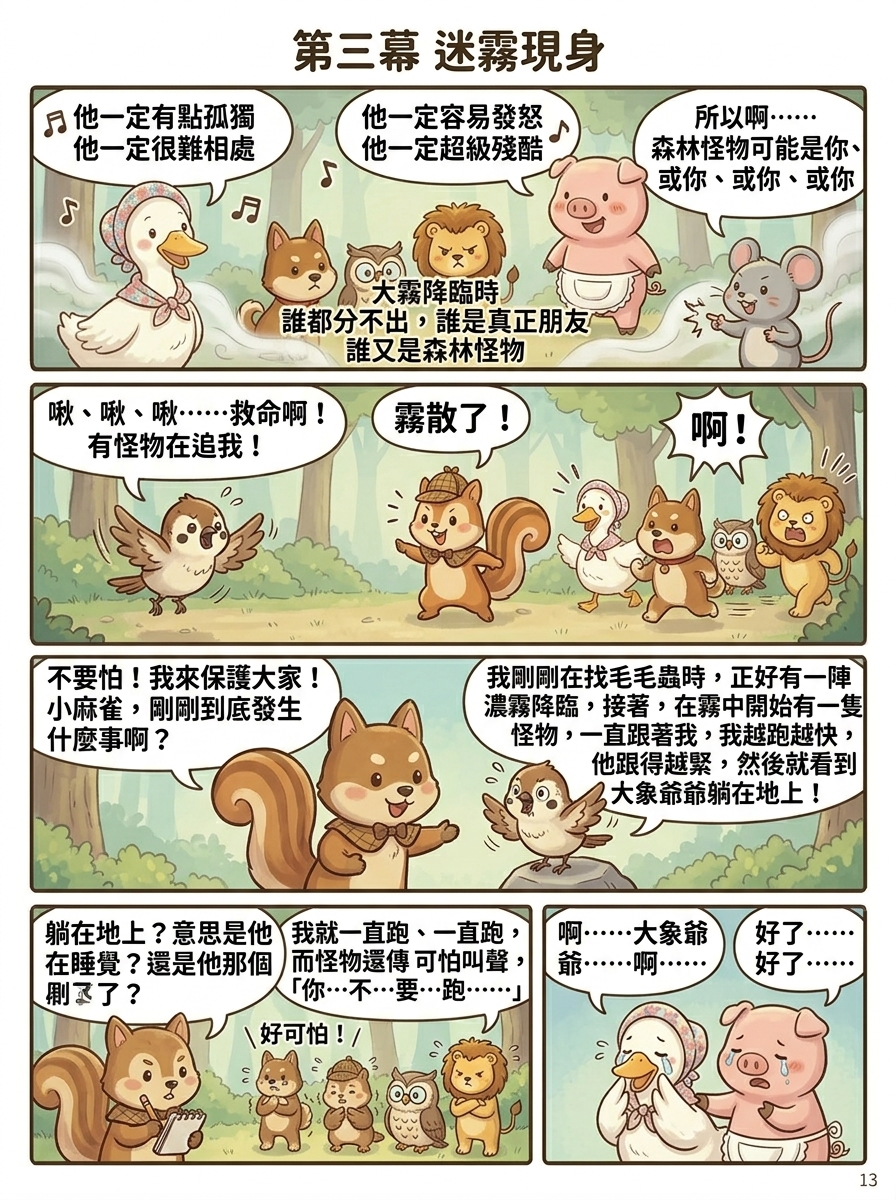 第三幕 迷霧現身
他一定有點孤獨
他一定很難相處
他一定容易發怒
他一定超級殘酷
所以啊⋯⋯
森林怪物可能是你、
或你、或你、或你
大霧降臨時
誰都分不出，誰是真正朋友
誰又是森林怪物
啾、啾、啾⋯⋯救命啊！
有怪物在追我！
霧散了！
啊！
不要怕！我來保護大家！
小麻雀，剛剛到底發生
什麼事啊？
我剛剛在找毛毛蟲時，正好有一陣
濃霧降臨，接著，在霧中開始有一隻
怪物，一直跟著我，我越跑越快，
他跟得越緊，然後就看到
大象爺爺躺在地上！
躺在地上？意思是他
在睡覺？還是他那個
了？
我就一直跑、一直跑，
而怪物還傳 可怕叫聲，
「你⋯不⋯要⋯跑⋯⋯」
好可怕！
啊⋯⋯大象爺
爺⋯⋯啊⋯⋯
好了⋯⋯
好了⋯⋯
13